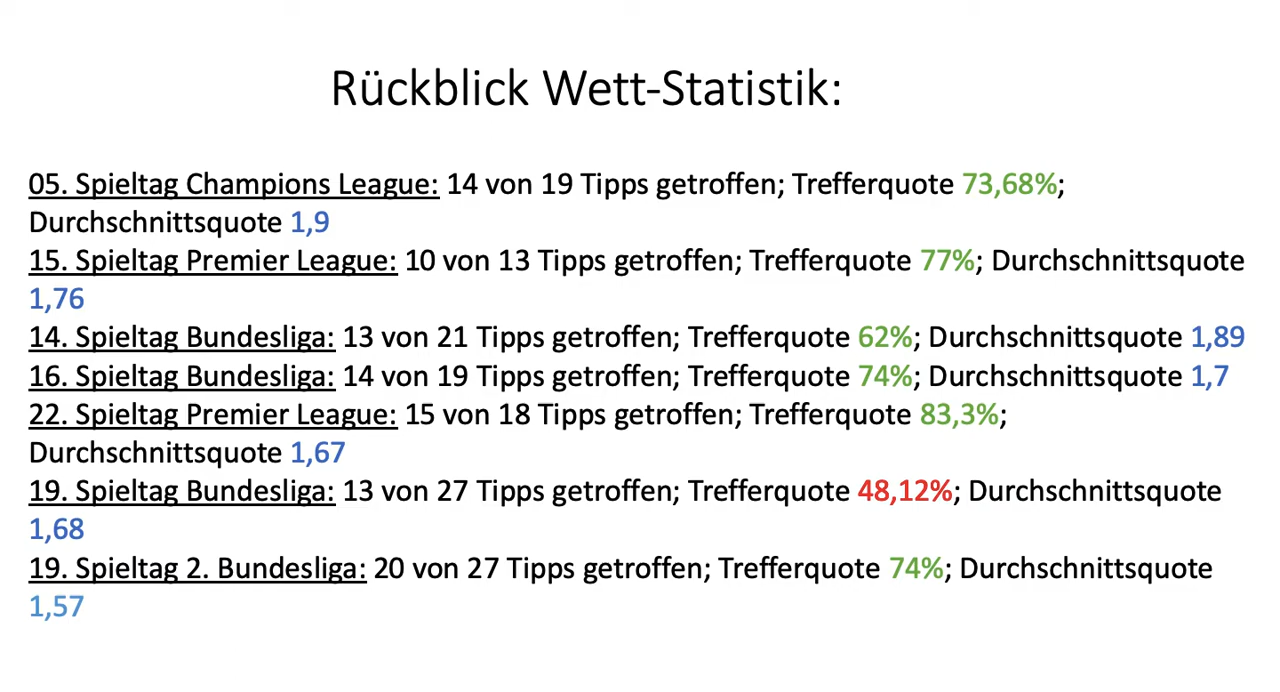 Rückblick Wett-Statistik:
05. Spieltag Champions League: 14 von 19 Tipps getroffen; Trefferquote 73,68%;
Durchschnittsquote 1,9
15. Spieltag Premier League: 10 von 13 Tipps getroffen; Trefferquote 77%; Durchschnittsquote
1,76
14. Spieltag Bundesliga: 13 von 21 Tipps getroffen; Trefferquote 62%; Durchschnittsquote 1,89
16. Spieltag Bundesliga: 14 von 19 Tipps getroffen; Trefferquote 74%; Durchschnittsquote 1,7
22. Spieltag Premier League: 15 von 18 Tipps getroffen; Trefferquote 83,3%;
Durchschnittsquote 1,67
19. Spieltag Bundesliga: 13 von 27 Tipps getroffen; Trefferquote 48,12%; Durchschnittsquote
1,68
19. Spieltag 2. Bundesliga: 20 von 27 Tipps getroffen; Trefferquote 74%; Durchschnittsquote
1,57